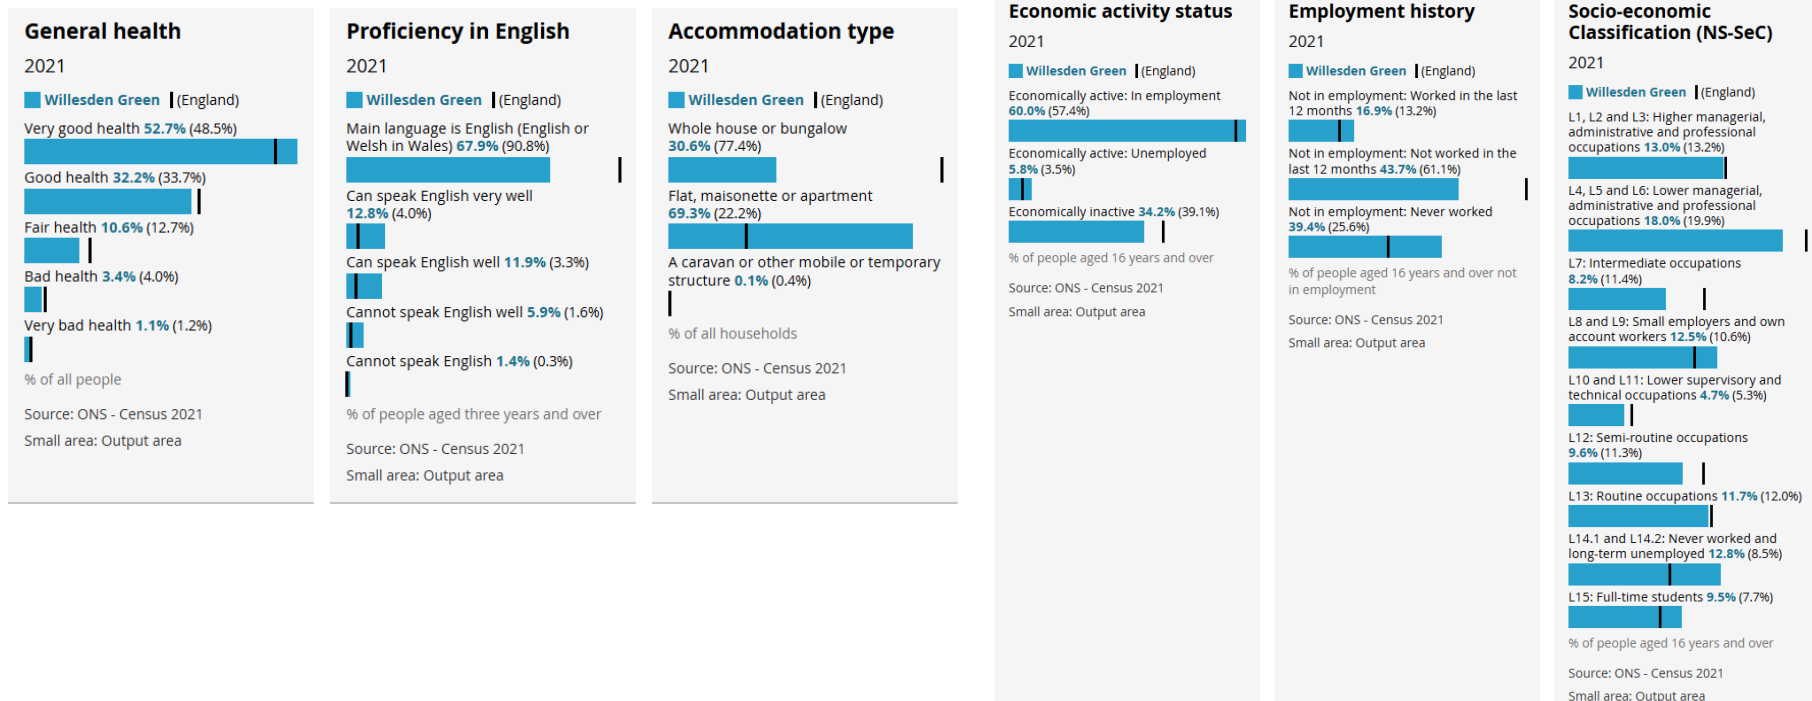 General health
2021
Willesden Green (England)
Very good health 52.7% (48.5%)
Good health 32.2% (33.7%)
Fair health 10.6% (12.7%)
Bad health 3.4% (4.0%)
Very bad health 1.1% (1.2%)
% of all people
Source: ONS - Census 2021
Small area: Output area
Proficiency in English
2021
Willesden Green (England)
Main language is English (English or
Welsh in Wales) 67.9% (90.8%)
Can speak English very well
12.8% (4.0%)
Can speak English well 11.9% (3.3%)
Cannot speak English well 5.9% (1.6%)
Cannot speak English 1.4% (0.3%)
% of people aged three years and over
Source: ONS - Census 2021
Small area: Output area
Accommodation type
2021
Willesden Green (England)
Whole house or bungalow
30.6% (77.4%)
Flat, maisonette or apartment
69.3% (22.2%)
A caravan or other mobile or temporary
structure 0.1% (0.4%)
% of all households
Source: ONS - Census 2021
Small area: Output area
Economic activity status
2021
Willesden Green (England)
Economically active: In employment
60.0% (57.4%)
Economically active: Unemployed
5.8% (3.5%)
Economically inactive 34.2% (39.1%)
% of people aged 16 years and over
Source: ONS - Census 2021
Small area: Output area
Employment history
2021
Willesden Green (England)
Not in employment: Worked in the last
12 months 16.9% (13.2%)
Not in employment: Not worked in the
last 12 months 43.7% (61.1%)
Not in employment: Never worked
39.4% (25.6%)
% of people aged 16 years and over not
in employment
Source: ONS - Census 2021
Small area: Output area
Socio-economic
Classification (NS-SeC)
2021
Willesden Green (England)
L1, L2 and L3: Higher managerial,
administrative and professional
occupations 13.0% (13.2%)
L4, L5 and L6: Lower managerial,
administrative and professional
occupations 18.0% (19.9%)
L7: Intermediate occupations
8.2% (11.4%)
L8 and L9: Small employers and own
account workers 12.5% (10.6%)
L10 and L11: Lower supervisory and
technical occupations 4.7% (5.3%)
L12: Semi-routine occupations
9.6% (11.3%)
L13: Routine occupations 11.7% (12.0%)
L14.1 and L14.2: Never worked and
long-term unemployed 12.8% (8.5%)
L15: Full-time students 9.5% (7.7%)
% of people aged 16 years and over
Source: ONS - Census 2021
Small area: Output area